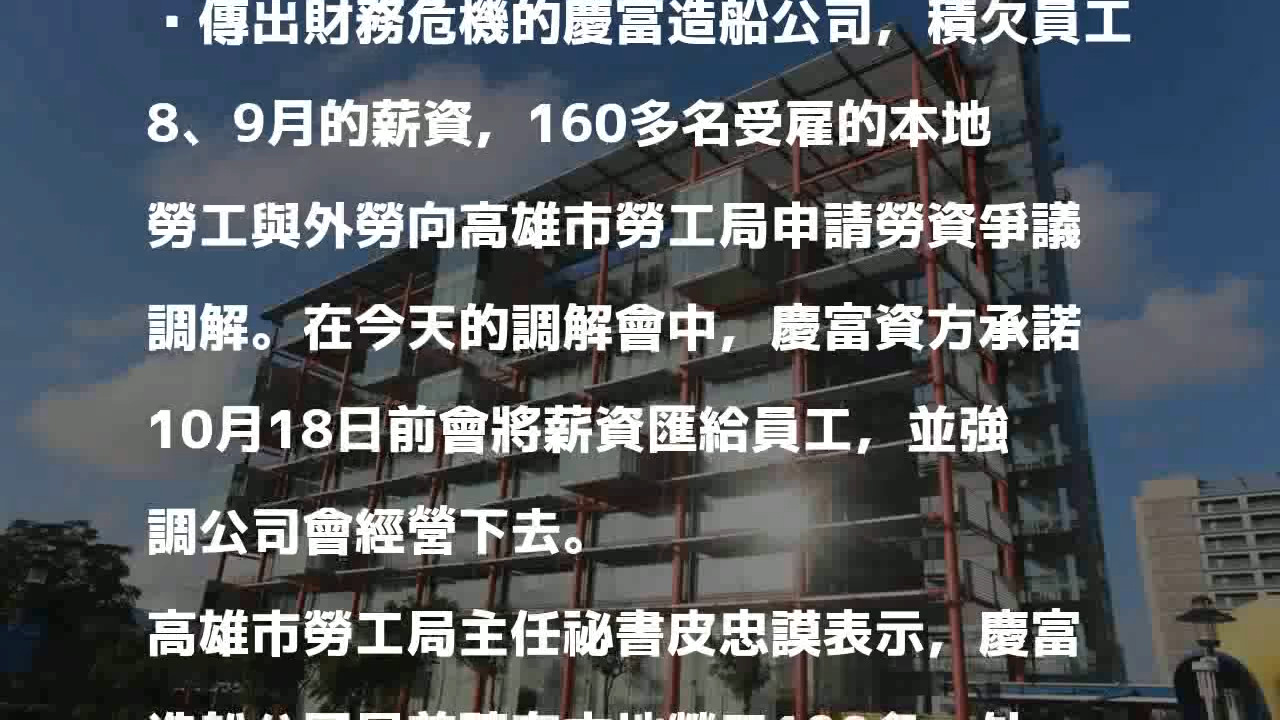 ・傳出財務危機的慶富造船公司，積欠員工
8、9月的薪資，160多名受雇的本地
勞工與外勞向高雄市勞工局申請勞資爭議
調解。在今天的調解會中，慶富資方承諾
10月18日前會將薪資匯給員工，並強
調公司會經營下去。
高雄市勞工局主任祕書皮忠謨表示，慶富